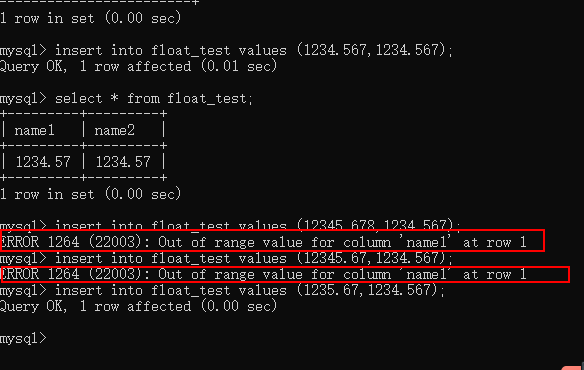 -----------------------+
1 row in set (0.00 sec)
mysql> insert into float_test values (1234.567,1234.567);
Query OK, 1 row affected (0.01 sec)
mysql> select * from float_test;
+---------+---------+
| name1   | name2   |
+---------+---------+
| 1234.57 | 1234.57 |
+---------+---------+
1 row in set (0.00 sec)
mysql> insert into float_test values (12345.678,1234.567);
ERROR 1264 (22003): Out of range value for column 'name1' at row 1
mysql> insert into float_test values (12345.67,1234.567);
ERROR 1264 (22003): Out of range value for column 'name1' at row 1
mysql> insert into float_test values (1235.67,1234.567);
Query OK, 1 row affected (0.00 sec)
mysql>